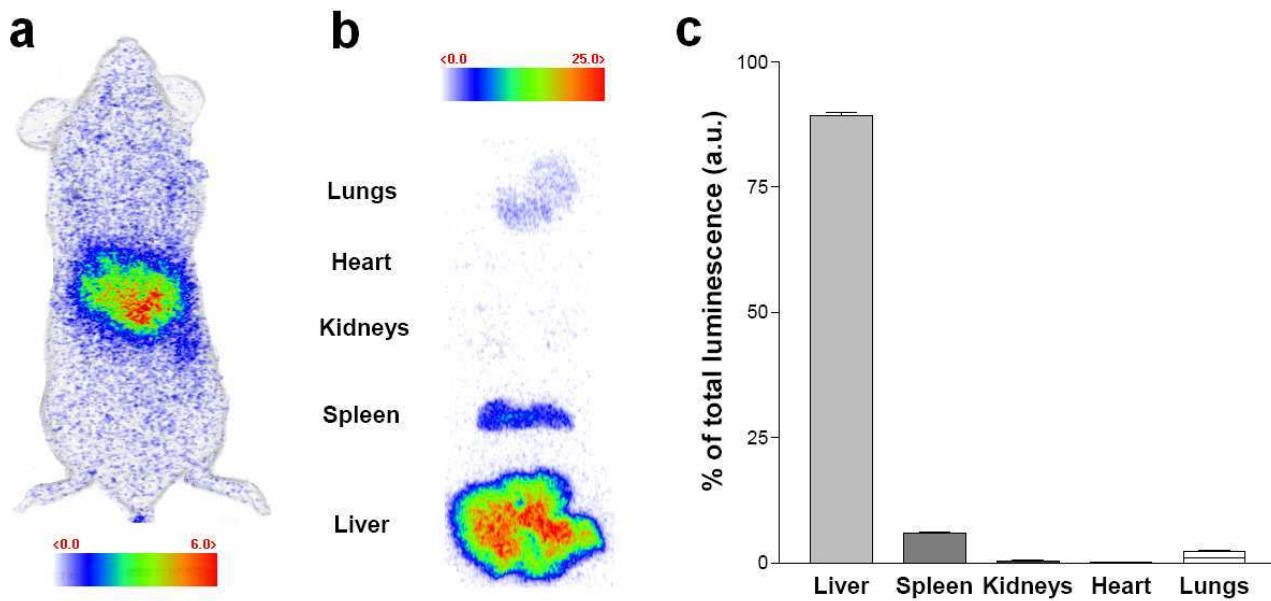 a
<0.0 6.0>
b
<0.0 25.0>
Lungs
Heart
Kidneys
Spleen
Liver
c
% of total luminescence (a.u.)
100
75
50
25
0
Liver Spleen Kidneys Heart Lungs